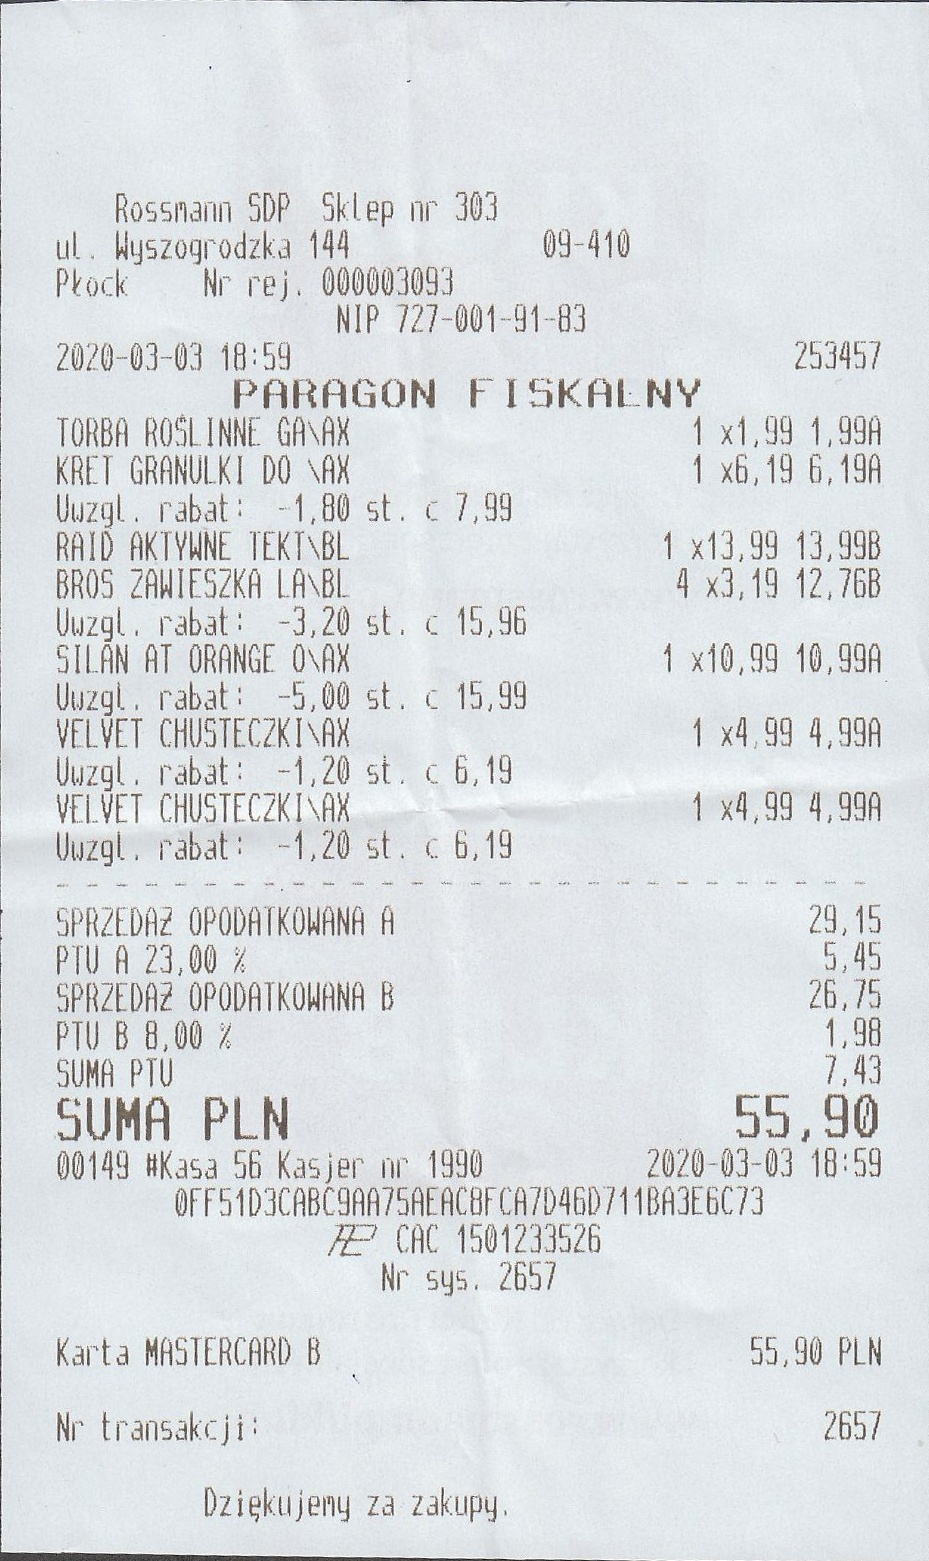 Rossmann SDP Sklep nr 303
ul. Wyszogrodzka 144 09-410
Płock Nr rej. 000003093
NIP 727-001-91-83
2020-03-03 18:59 253457
PARAGON FISKALNY
TORBA ROŚLINNE GA\AX 1 x1,99 1,99A
KRET GRANULKI DO \AX 1 x6,19 6,19A
Uwzgl. rabat: -1,80 st. c 7,99
RAID AKTYWNE TEKT\BL 1 x13,99 13,99B
BROS ZAWIESZKA LA\BL 4 x3,19 12,76B
Uwzgl. rabat: -3,20 st. c 15,96
SILAN AT ORANGE O\AX 1 x10,99 10,99A
Uwzgl. rabat: -5,00 st. c 15,99
VELVET CHUSTECZKI\AX 1 x4,99 4,99A
Uwzgl. rabat: -1,20 st. c 6,19
VELVET CHUSTECZKI\AX 1 x4,99 4,99A
Uwzgl. rabat: -1,20 st. c 6,19
SPRZEDAŻ OPODATKOWANA A 29,15
PTU A 23,00 % 5,45
SPRZEDAŻ OPODATKOWANA B 26,75
PTU B 8,00 % 1,98
SUMA PTU 7,43
SUMA PLN 55,90
00149 #Kasa 56 Kasjer nr 1990 2020-03-03 18:59
0FF51D3CABC9AA75AEAC8FCA7D46D711BA3E6C73
CAC 1501233526
Nr sys. 2657
Karta MASTERCARD B 55,90 PLN
Nr transakcji: 2657
Dziękujemy za zakupy.